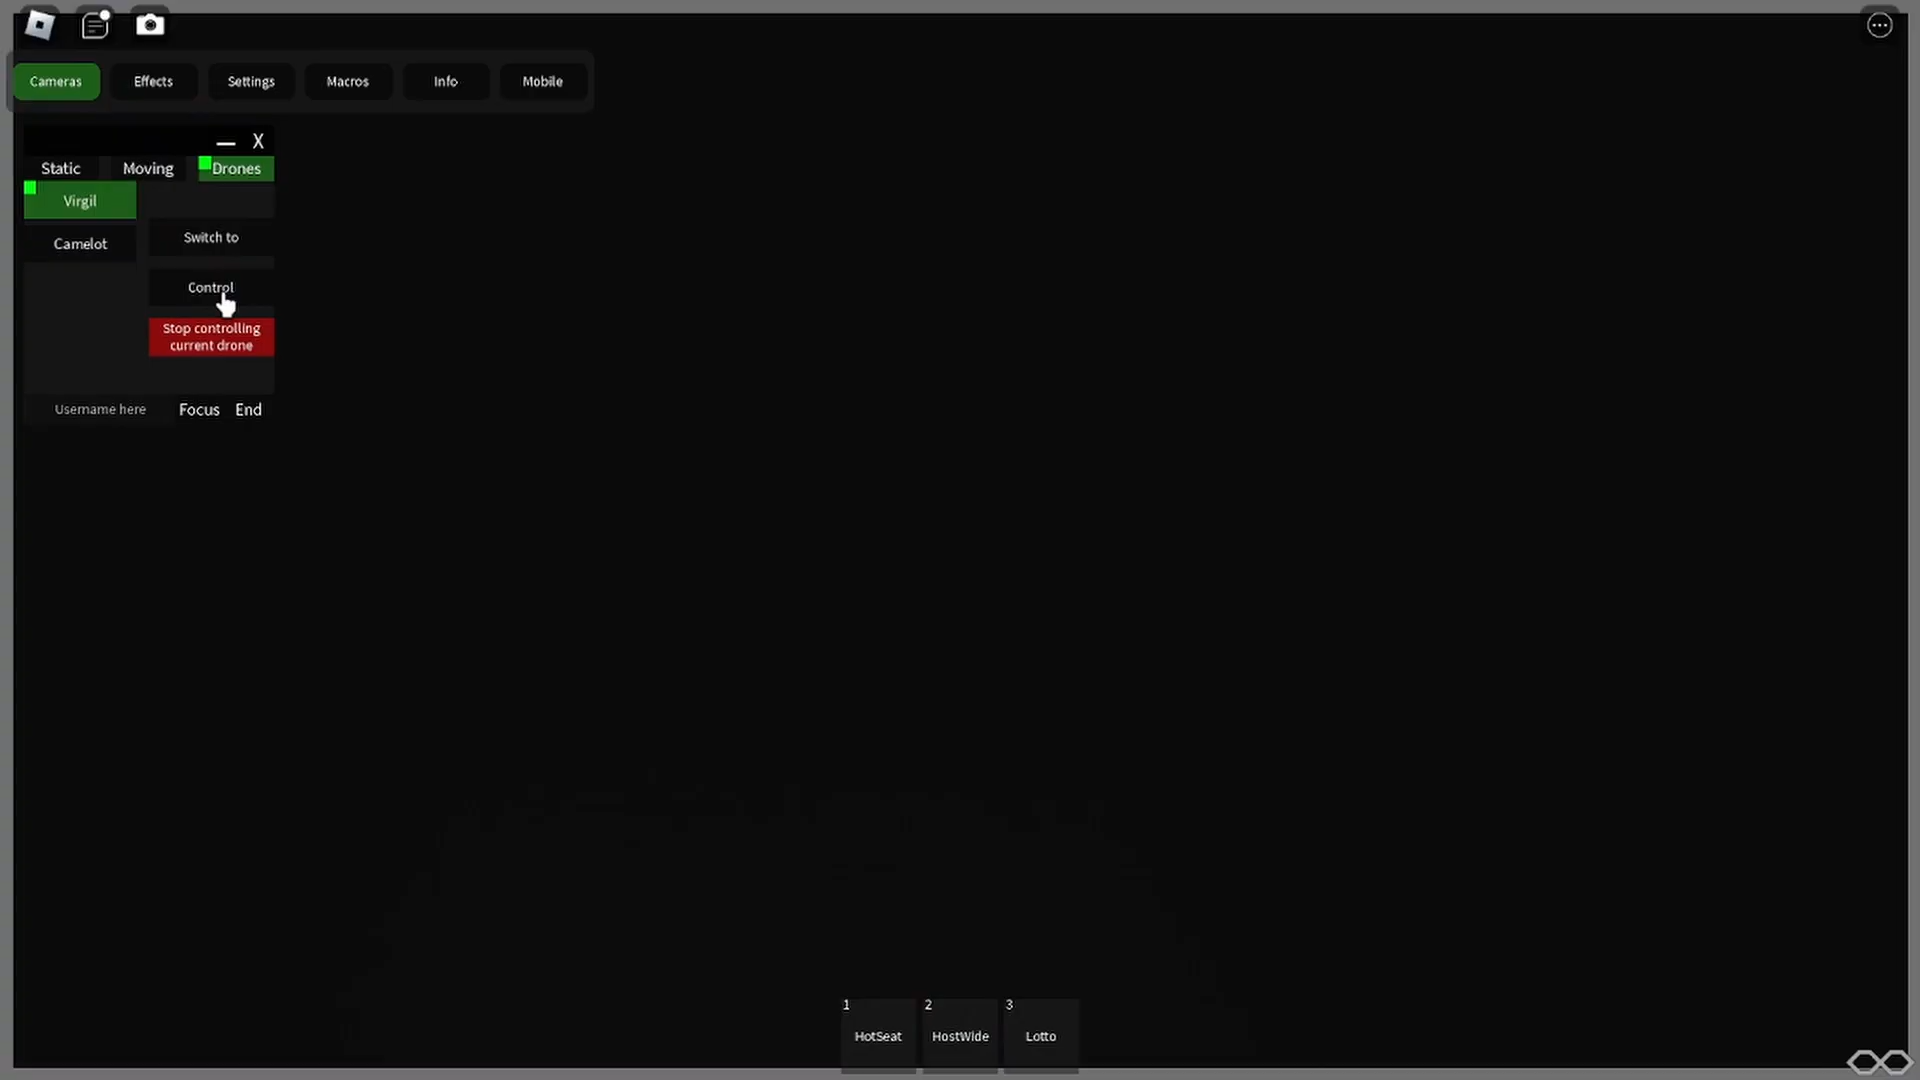 Cameras Effects Settings Macros Info Mobile
— X
Static Moving Drones
Virgil
Switch to
Camelot
Control
Stop controlling
current drone
Username here Focus End
1 2 3
HotSeat HostWide Lotto